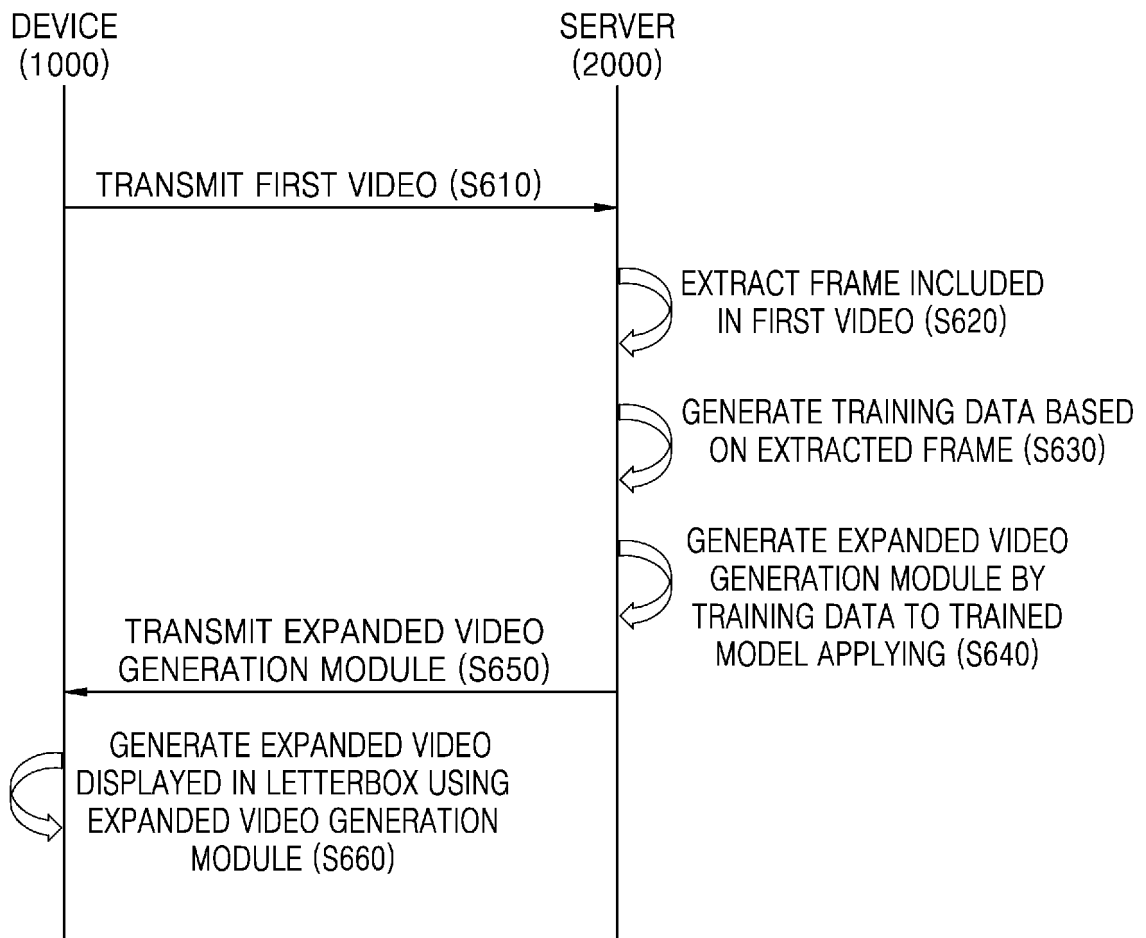 DEVICE
(1000)
SERVER
(2000)
TRANSMIT FIRST VIDEO (S610)
EXTRACT FRAME INCLUDED
IN FIRST VIDEO (S620)
GENERATE TRAINING DATA BASED
ON EXTRACTED FRAME (S630)
GENERATE EXPANDED VIDEO
GENERATION MODULE BY
TRAINING DATA TO TRAINED
MODEL APPLYING (S640)
TRANSMIT EXPANDED VIDEO
GENERATION MODULE (S650)
GENERATE EXPANDED VIDEO
DISPLAYED IN LETTERBOX USING
EXPANDED VIDEO GENERATION
MODULE (S660)